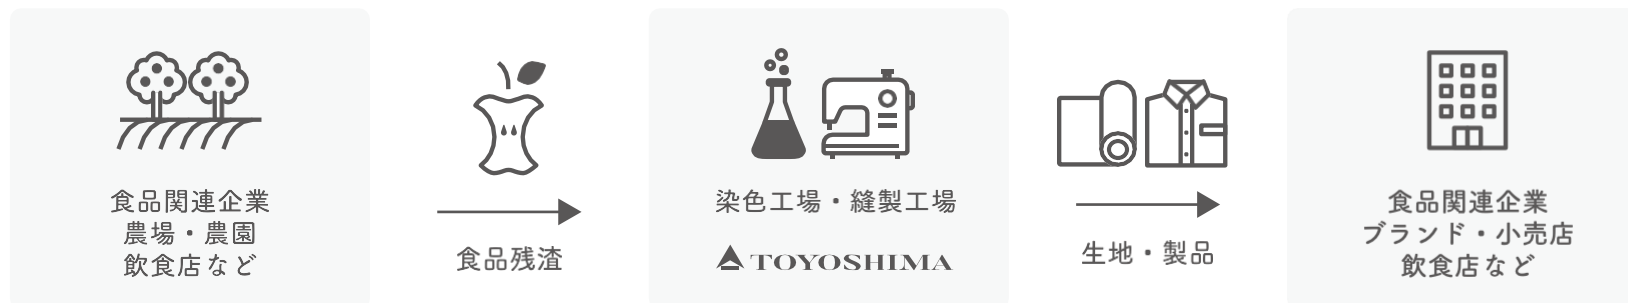 食品関連企業
農場・農園
飲食店など
食品残渣
染色工場・縫製工場
TOYOSHIMA
生地・製品
食品関連企業
ブランド・小売店
飲食店など